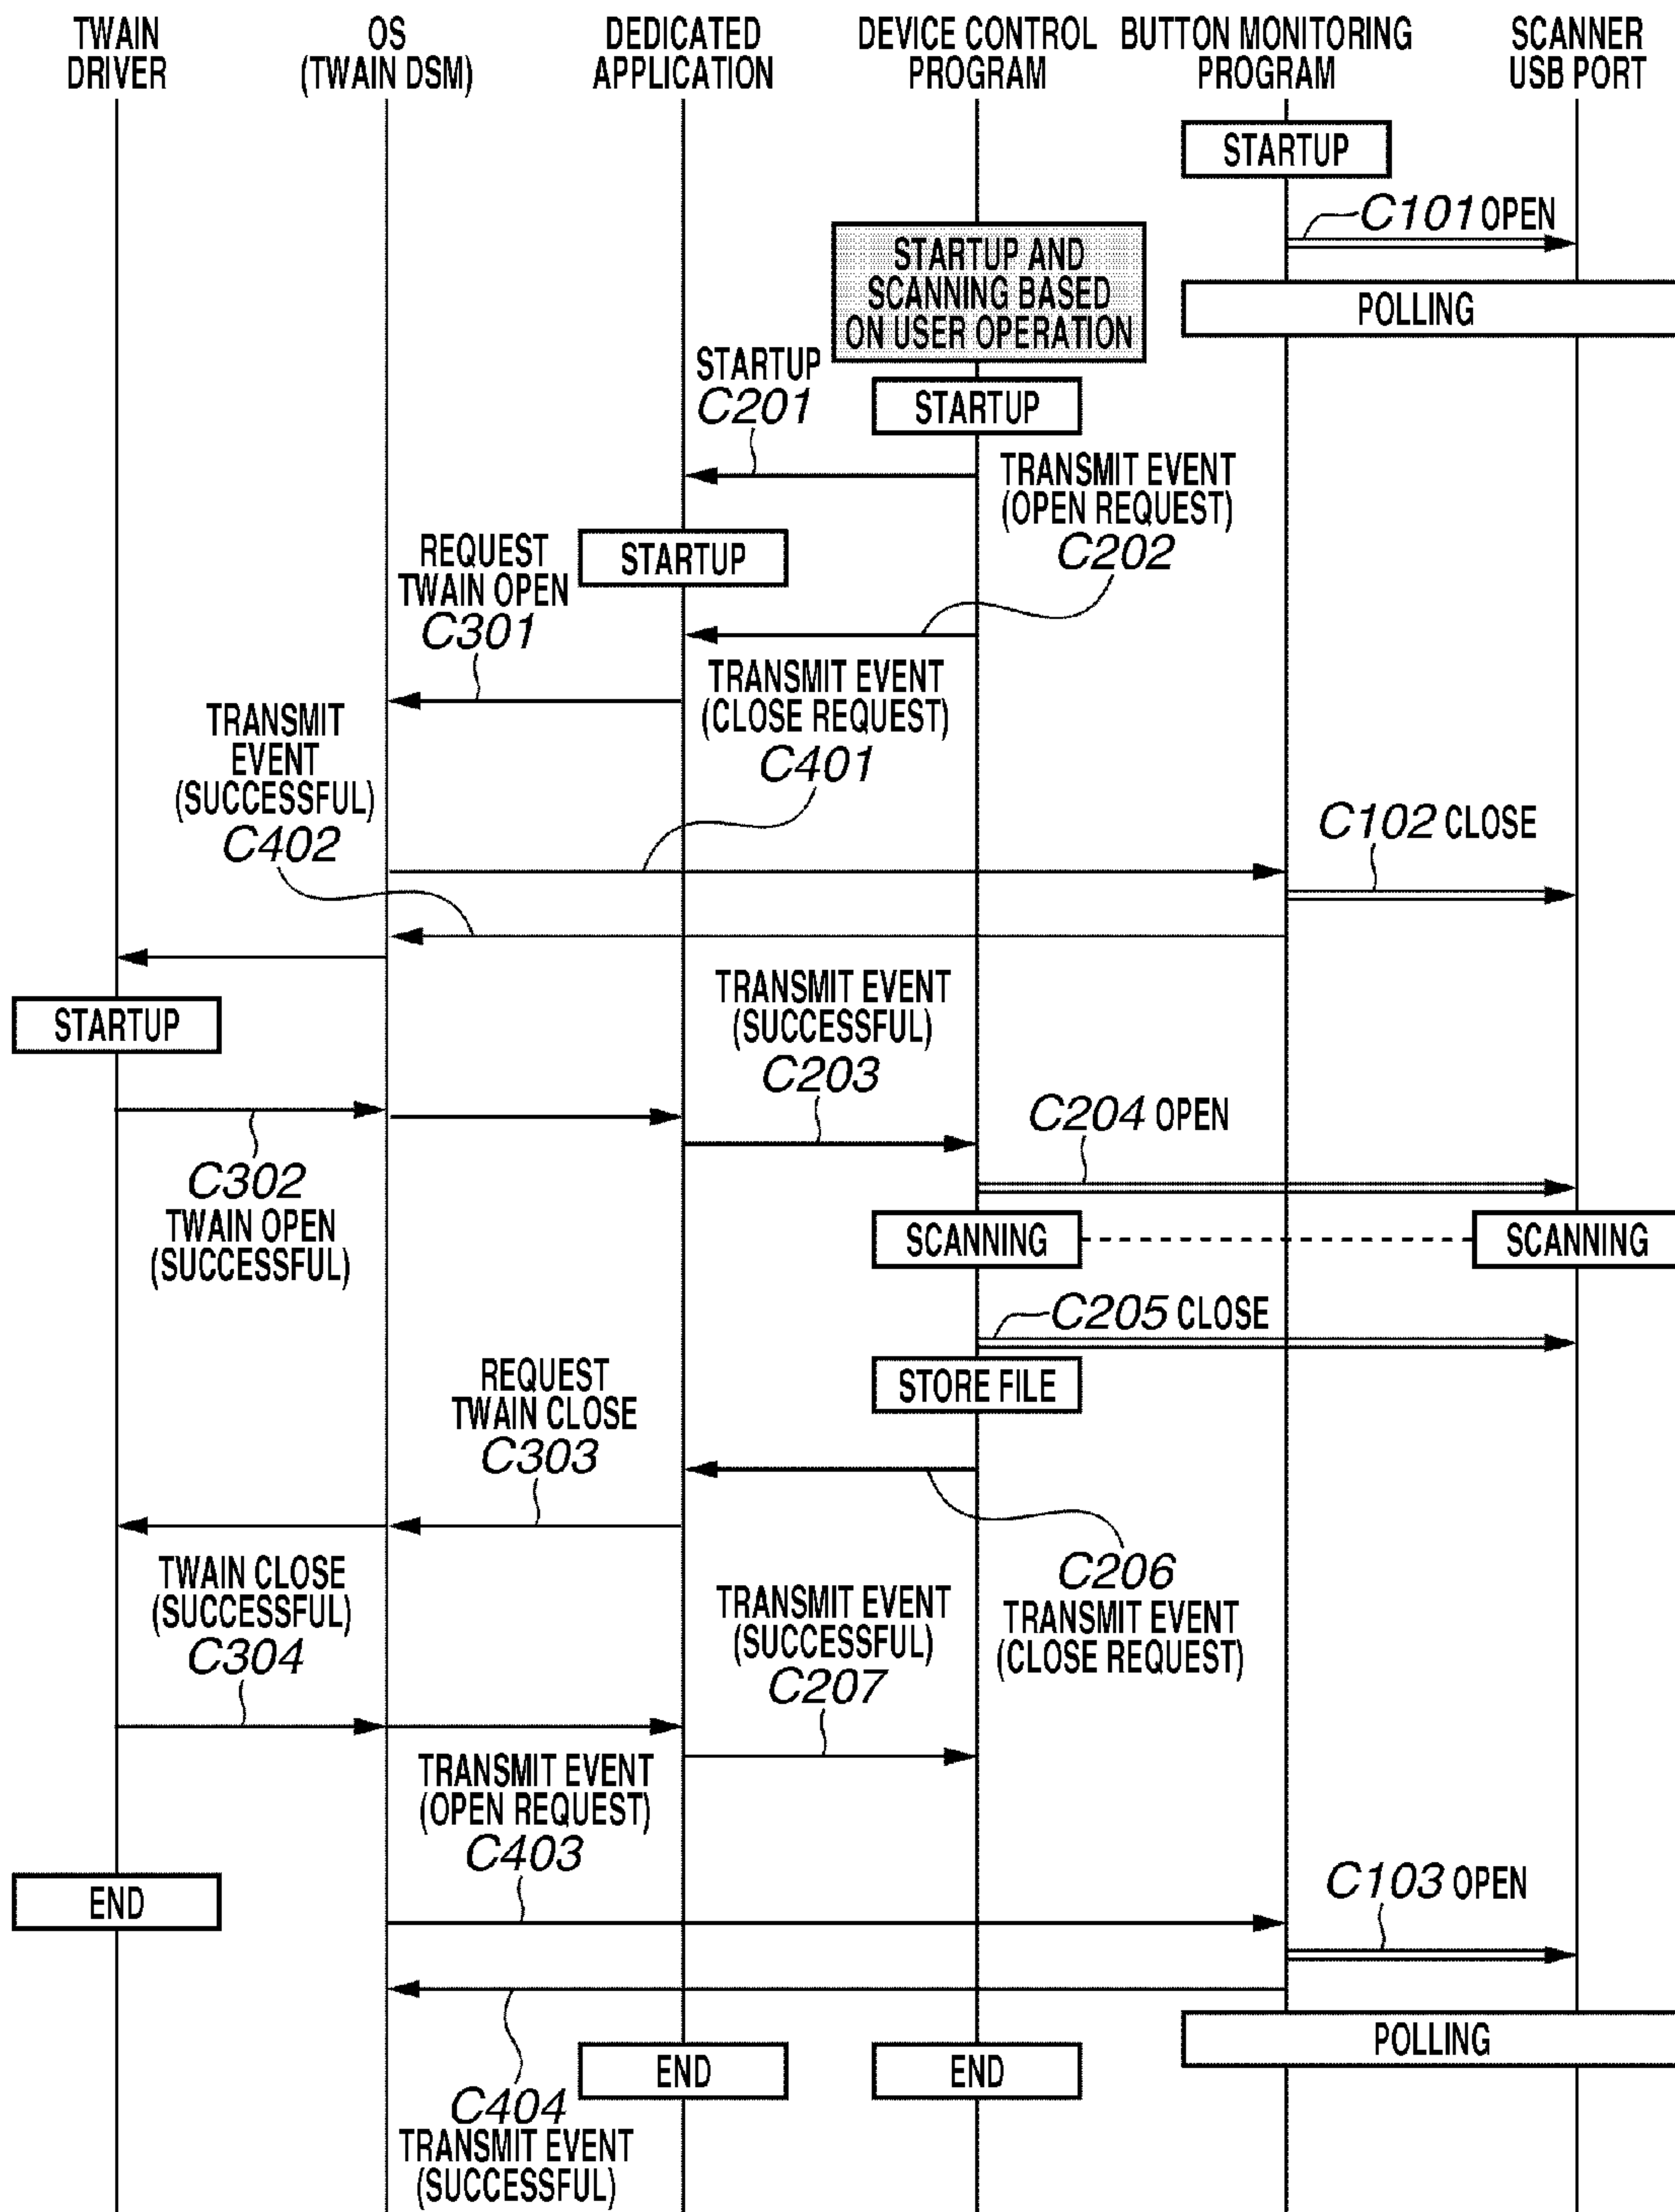 TWAIN
DRIVER
OS
(TWAIN DSM)
DEDICATED
APPLICATION
DEVICE CONTROL
PROGRAM
BUTTON MONITORING
PROGRAM
SCANNER
USB PORT
STARTUP
C101 OPEN
STARTUP AND
SCANNING BASED
ON USER OPERATION
POLLING
STARTUP
C201
STARTUP
TRANSMIT EVENT
(OPEN REQUEST)
C202
STARTUP
REQUEST
TWAIN OPEN
C301
TRANSMIT EVENT
(CLOSE REQUEST)
C401
TRANSMIT
EVENT
(SUCCESSFUL)
C402
C102 CLOSE
STARTUP
TRANSMIT EVENT
(SUCCESSFUL)
C203
C204 OPEN
C302
TWAIN OPEN
(SUCCESSFUL)
SCANNING
SCANNING
C205 CLOSE
STORE FILE
REQUEST
TWAIN CLOSE
C303
C206
TRANSMIT EVENT
(CLOSE REQUEST)
TWAIN CLOSE
(SUCCESSFUL)
C304
TRANSMIT EVENT
(SUCCESSFUL)
C207
TRANSMIT EVENT
(OPEN REQUEST)
C403
END
C103 OPEN
POLLING
END
END
C404
TRANSMIT EVENT
(SUCCESSFUL)